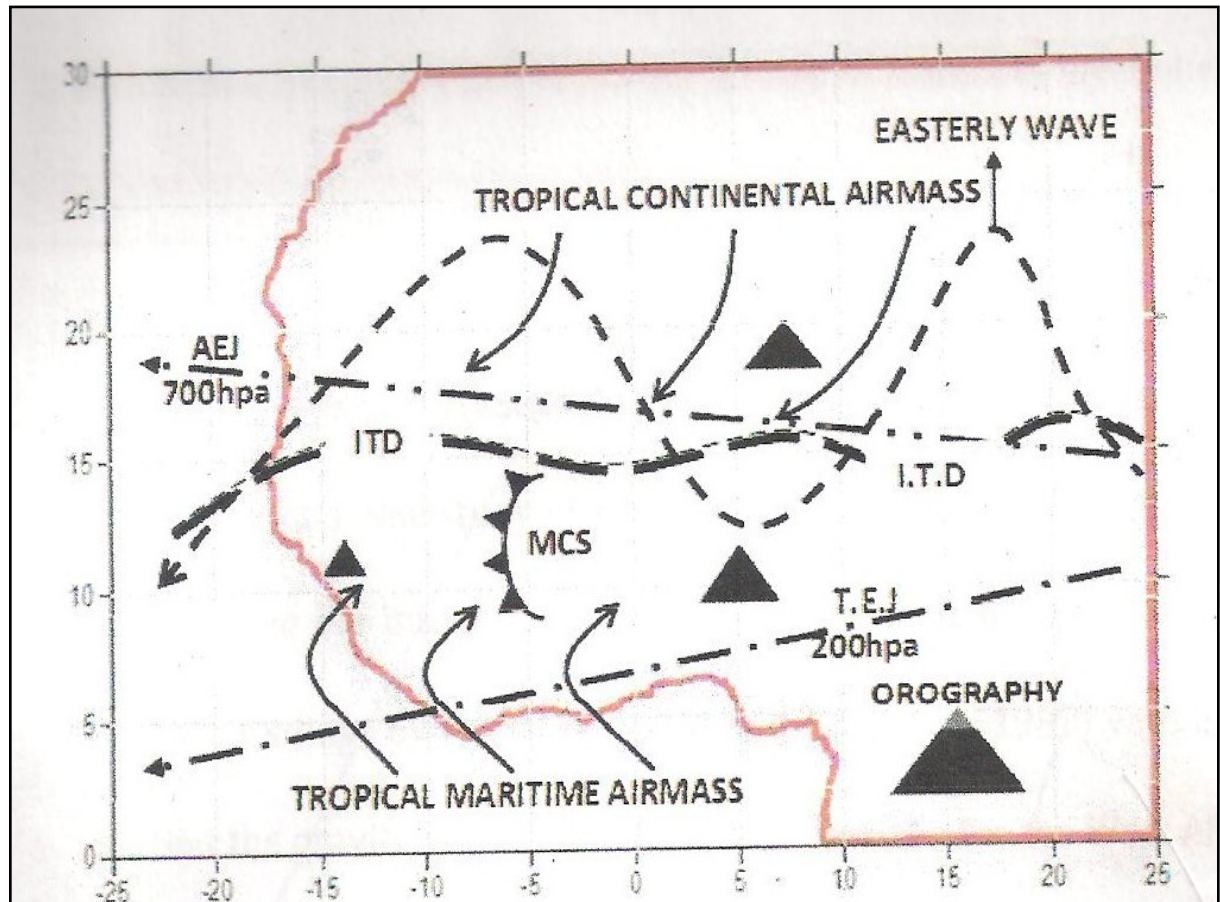 30
EASTERLY WAVE
25
TROPICAL CONTINENTAL AIRMASS
20
AEJ
700hpa
ITD
15
I.T.D
MCS
10
T.E.J
200hpa
OROGRAPHY
5
TROPICAL MARITIME AIRMASS
0
-25 -20 -15 -10 -5 0 5 10 15 20 25